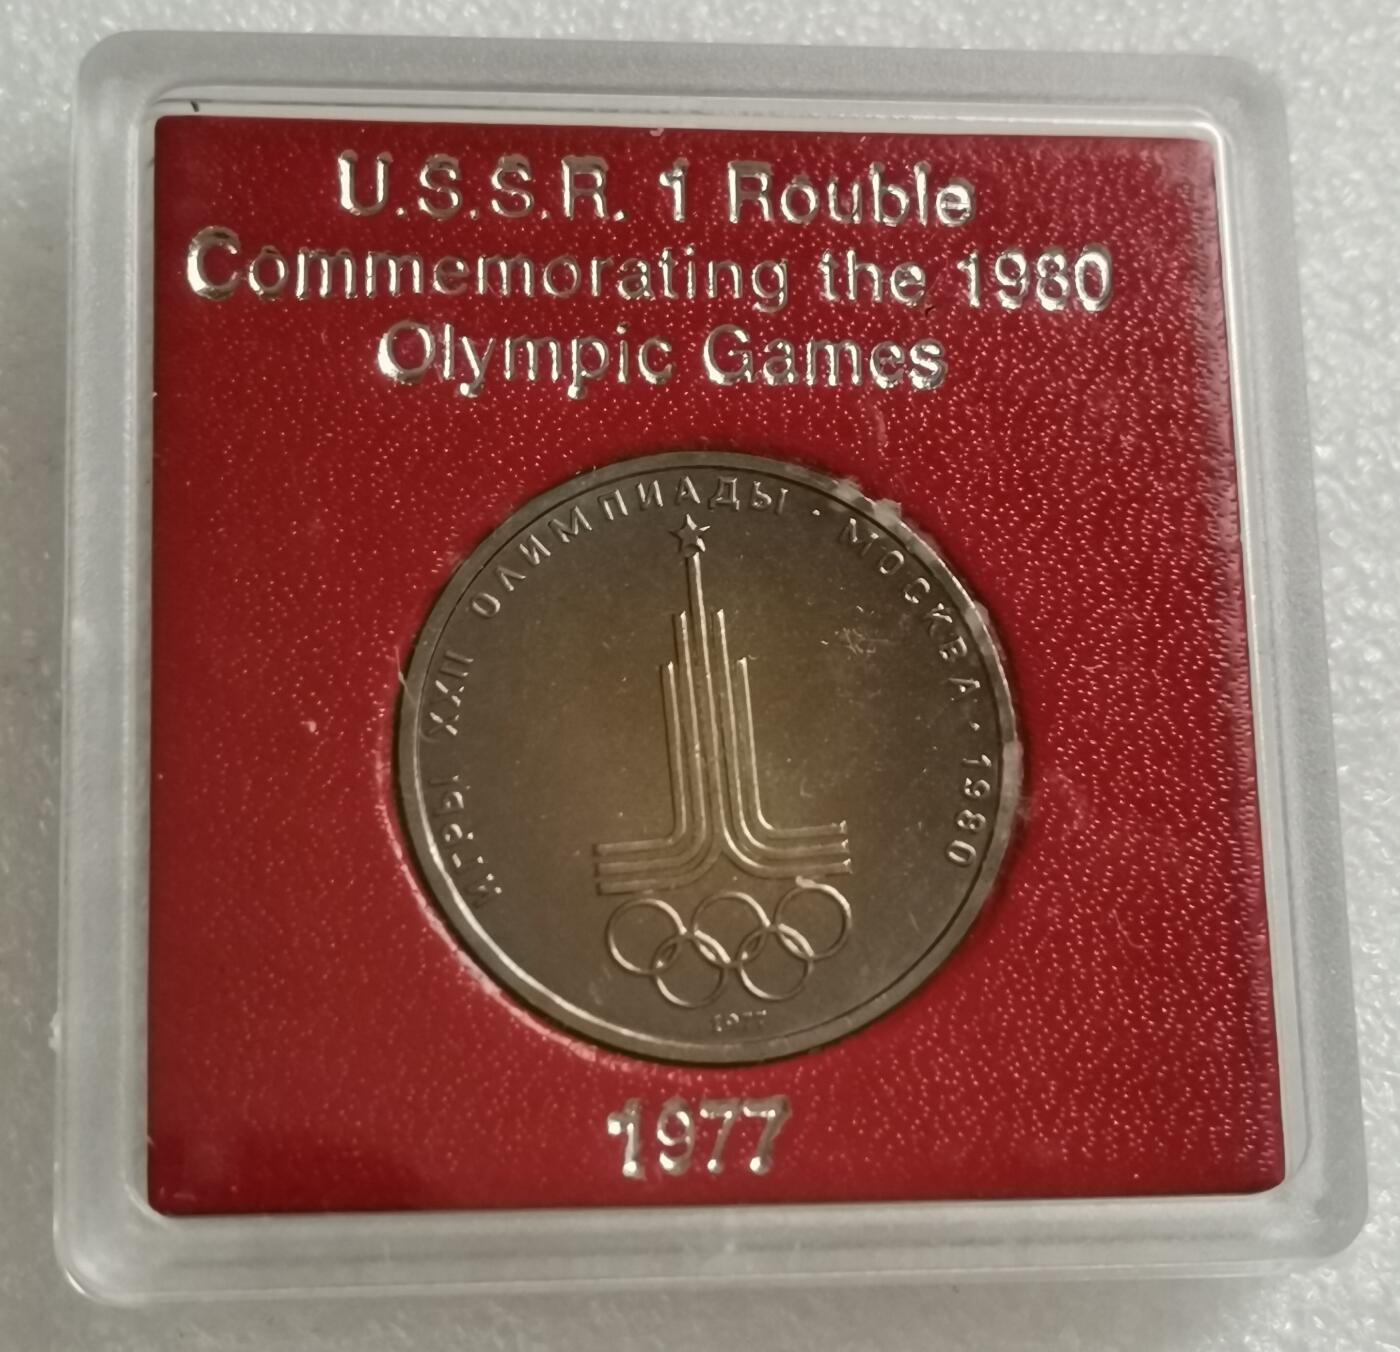 U.S.S.R. 1 Rouble
Commemorating the 1980
Olympic Games
ИГРЫ XXII ОЛИМПИАДЫ · МОСКВА · 1980
1977
1977